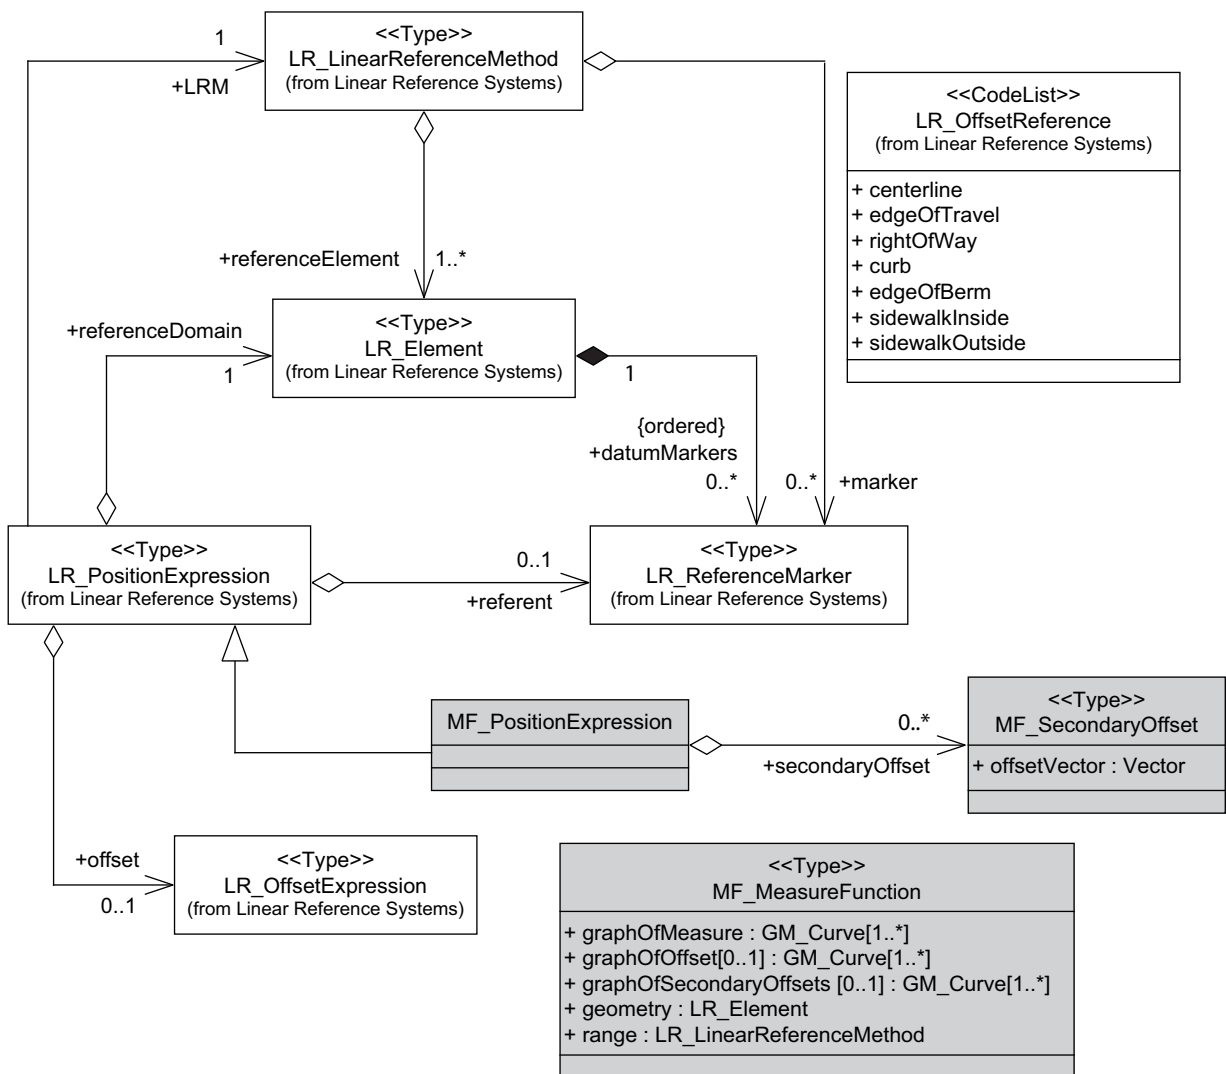 <<Type>>
LR_LinearReferenceMethod
(from Linear Reference Systems)
1
+LRM
<<CodeList>>
LR_OffsetReference
(from Linear Reference Systems)
+ centerline
+ edgeOfTravel
+ rightOfWay
+ curb
+ edgeOfBerm
+ sidewalkInside
+ sidewalkOutside
+referenceElement
1..*
<<Type>>
LR_Element
(from Linear Reference Systems)
+referenceDomain
1
1
{ordered}
+datumMarkers
0..*
0..*
+marker
<<Type>>
LR_PositionExpression
(from Linear Reference Systems)
0..1
+referent
<<Type>>
LR_ReferenceMarker
(from Linear Reference Systems)
MF_PositionExpression
0..*
+secondaryOffset
<<Type>>
MF_SecondaryOffset
+ offsetVector : Vector
+offset
0..1
<<Type>>
LR_OffsetExpression
(from Linear Reference Systems)
<<Type>>
MF_MeasureFunction
+ graphOfMeasure : GM_Curve[1..*]
+ graphOfOffset[0..1] : GM_Curve[1..*]
+ graphOfSecondaryOffsets [0..1] : GM_Curve[1..*]
+ geometry : LR_Element
+ range : LR_LinearReferenceMethod